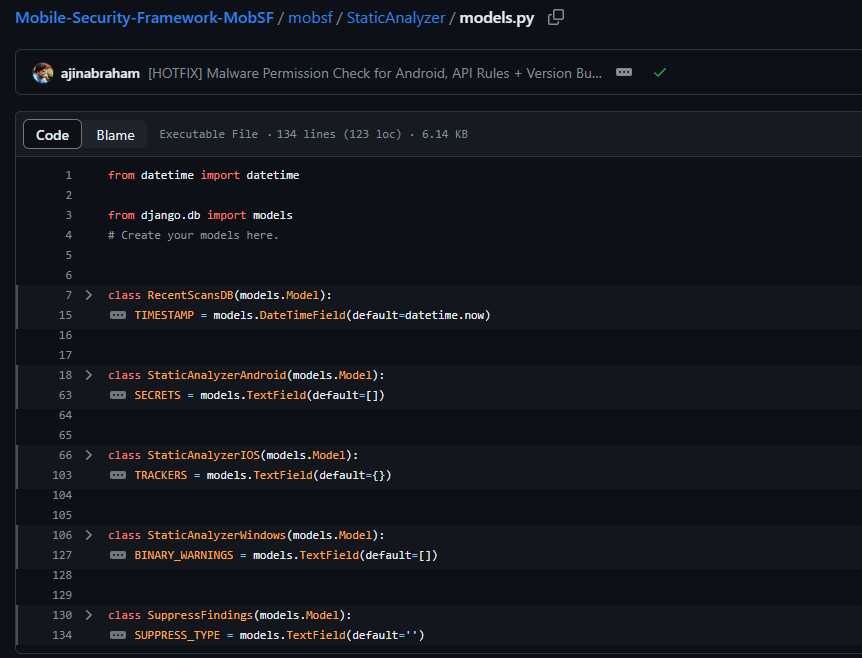 Mobile-Security-Framework-MobSF / mobsf / StaticAnalyzer / models.py
ajinabraham [HOTFIX] Malware Permission Check for Android, API Rules + Version Bu...
Code Blame Executable File · 134 lines (123 loc) · 6.14 KB
1 from datetime import datetime
2
3 from django.db import models
4 # Create your models here.
5
6
7 class RecentScansDB(models.Model):
15 TIMESTAMP = models.DateTimeField(default=datetime.now)
16
17
18 class StaticAnalyzerAndroid(models.Model):
63 SECRETS = models.TextField(default=[])
64
65
66 class StaticAnalyzerIOS(models.Model):
103 TRACKERS = models.TextField(default={})
104
105
106 class StaticAnalyzerWindows(models.Model):
127 BINARY_WARNINGS = models.TextField(default=[])
128
129
130 class SuppressFindings(models.Model):
134 SUPPRESS_TYPE = models.TextField(default='')